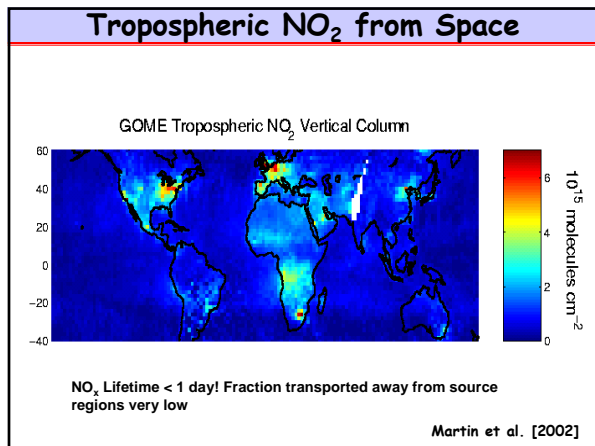 Tropospheric NO₂ from Space
GOME Tropospheric NO₂ Vertical Column
60
40
20
0
−20
−40
6
4
2
0
10¹⁵ molecules cm⁻²
NOₓ Lifetime < 1 day! Fraction transported away from source
regions very low
Martin et al. [2002]